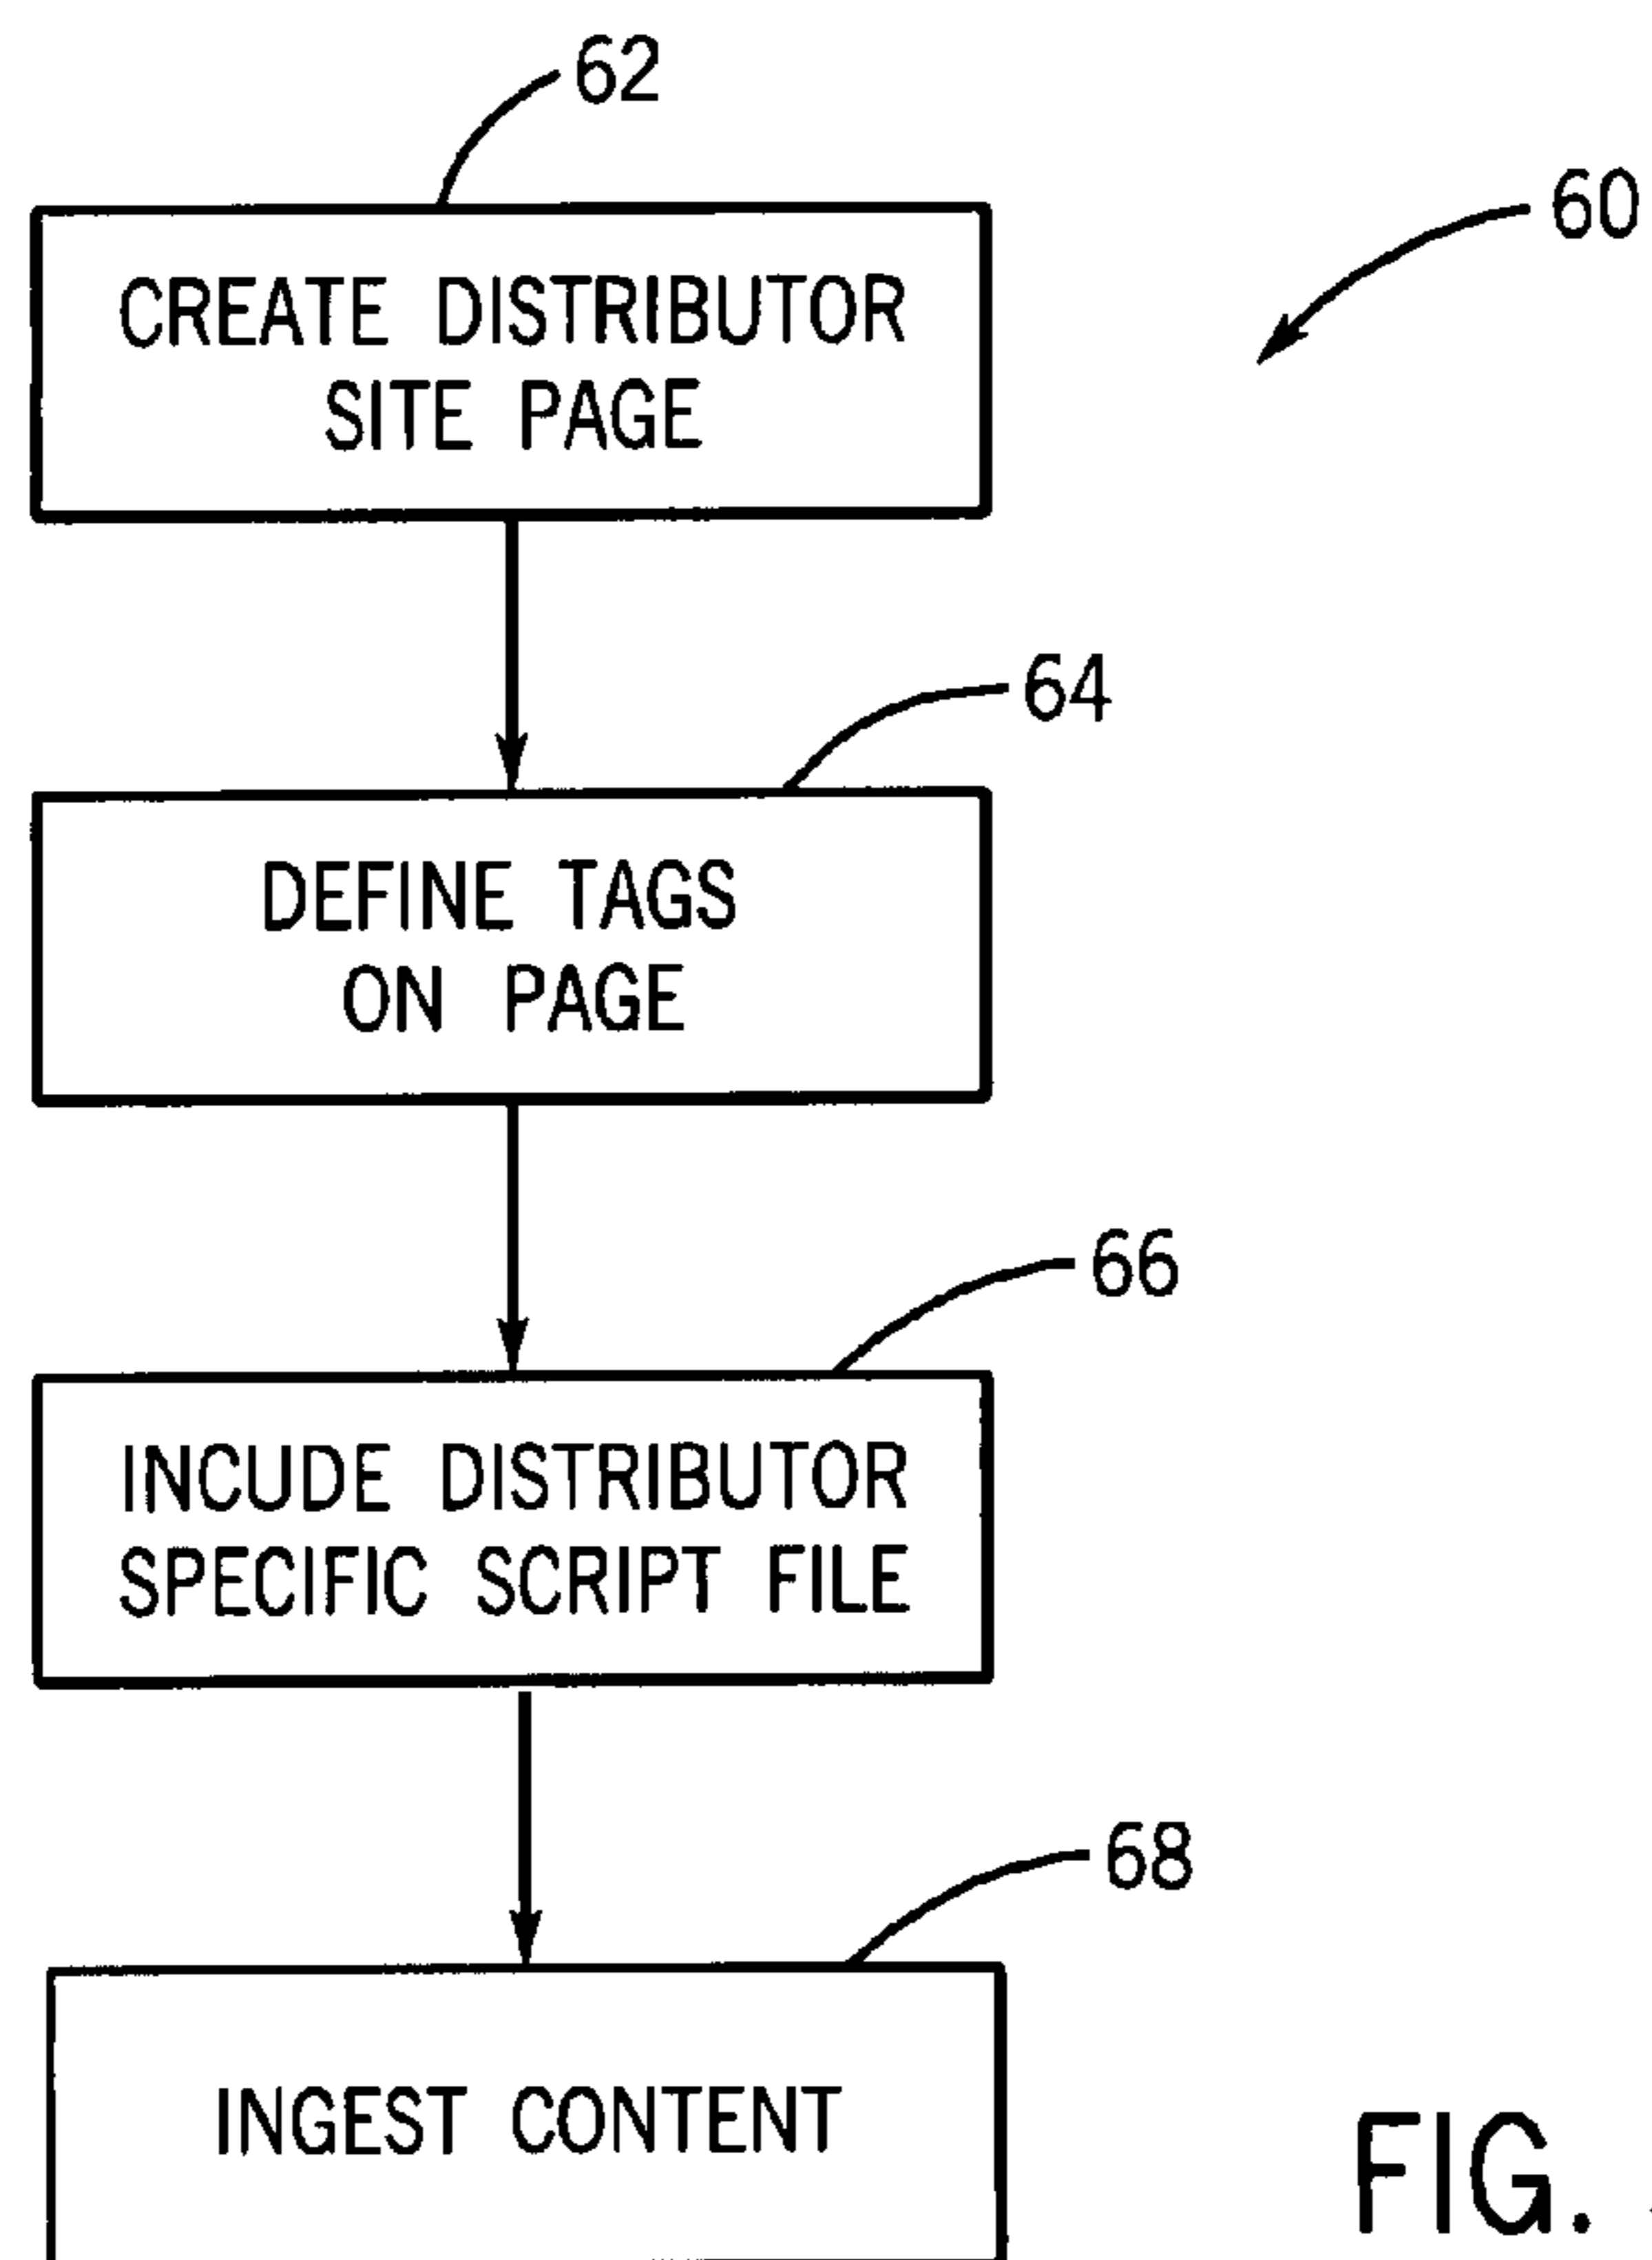 62
60
CREATE DISTRIBUTOR
SITE PAGE
64
DEFINE TAGS
ON PAGE
66
INCUDE DISTRIBUTOR
SPECIFIC SCRIPT FILE
68
INGEST CONTENT
FIG.